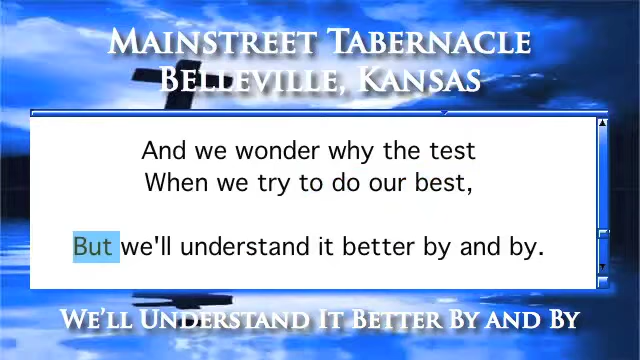 Mainstreet Tabernacle
Belleville, Kansas
And we wonder why the test
When we try to do our best,
But we'll understand it better by and by.
We'll Understand It Better By and By